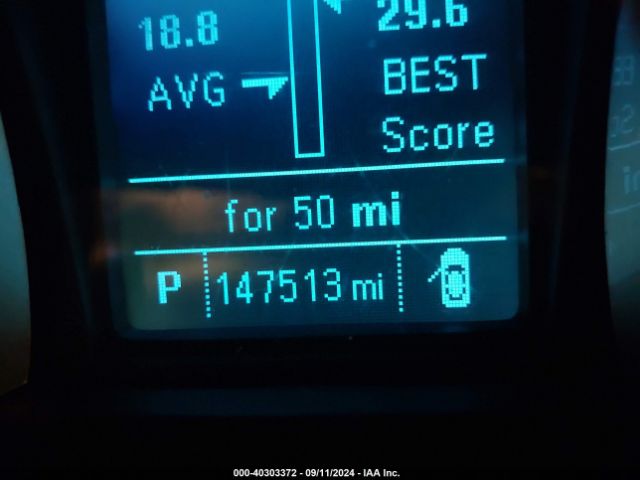 18.8 29.6
AVG BEST
Score
for 50 mi
P 147513 mi
000-40303372 - 09/11/2024 - IAA Inc.